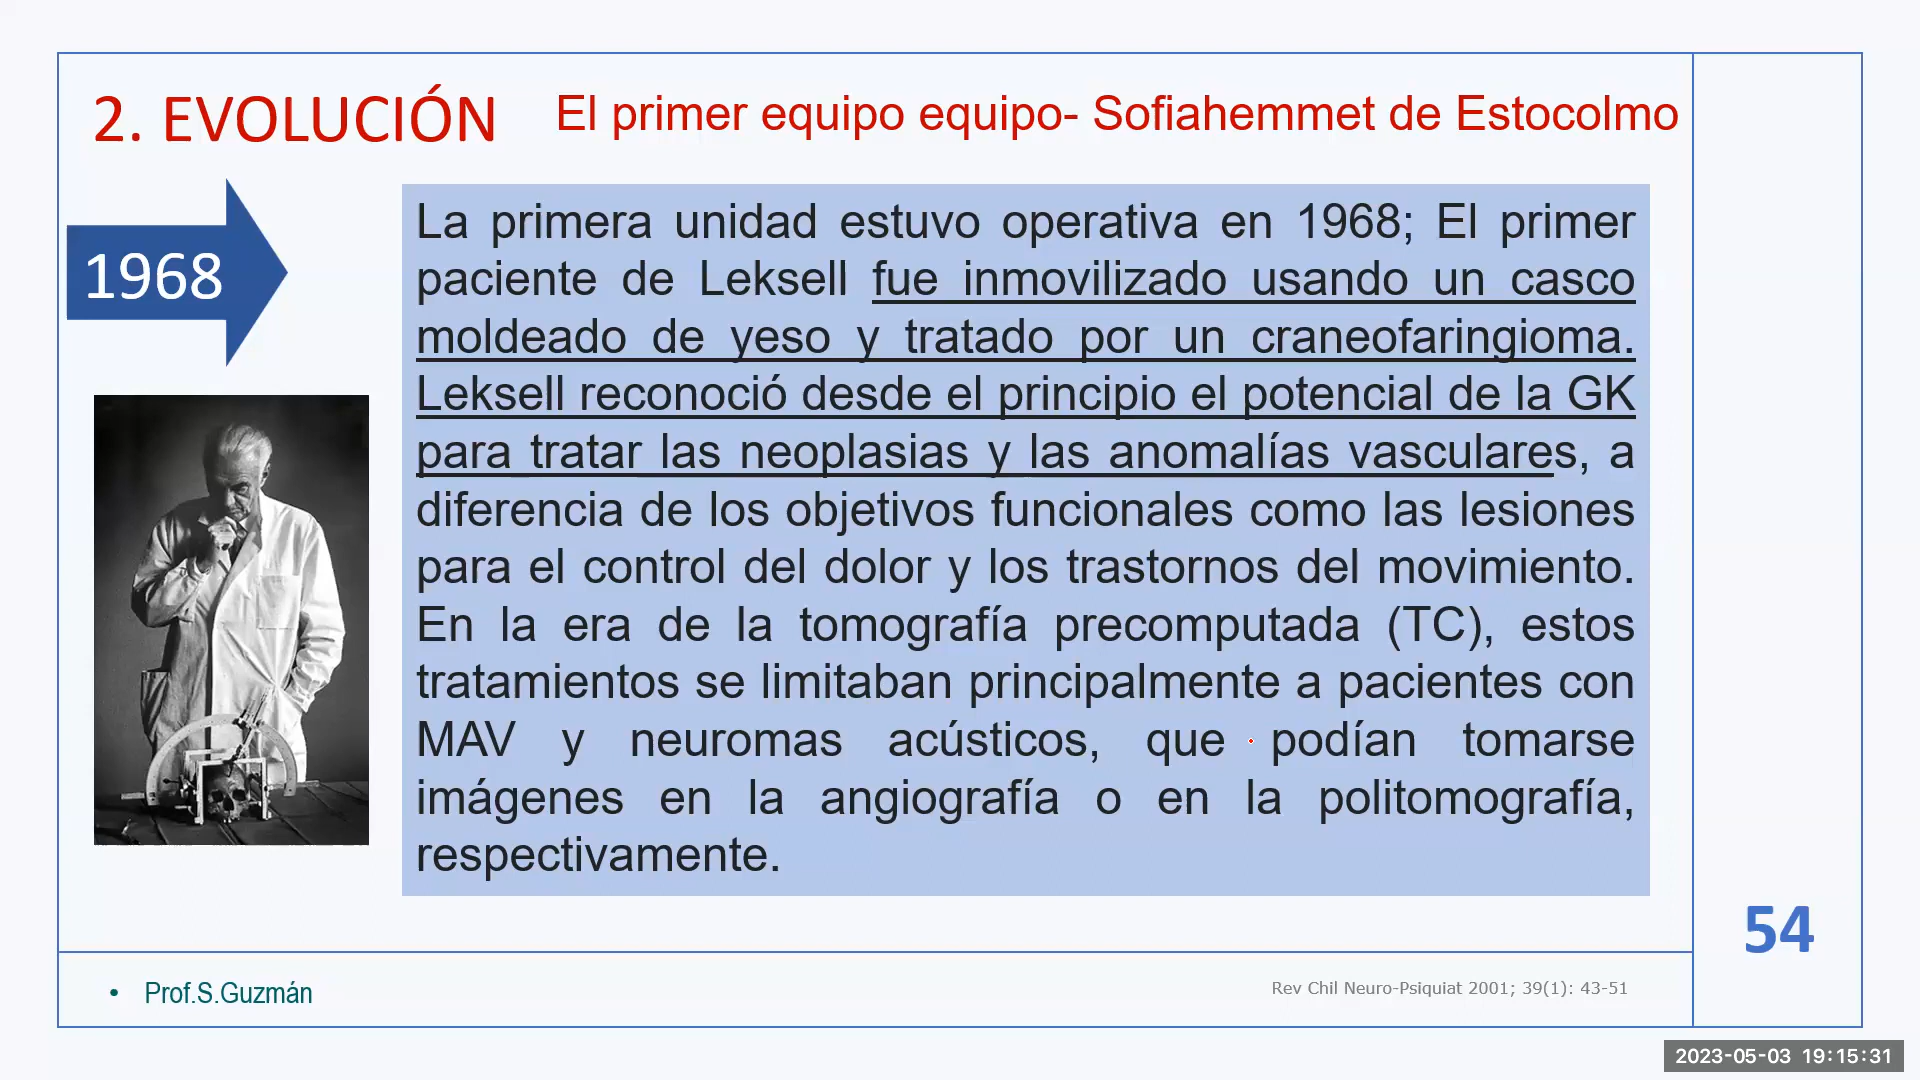 2. EVOLUCIÓN
El primer equipo equipo- Sofiahemmet de Estocolmo
1968
La primera unidad estuvo operativa en 1968; El primer
paciente de Leksell fue inmovilizado usando un casco
moldeado de yeso y tratado por un craneofaringioma.
Leksell reconoció desde el principio el potencial de la GK
para tratar las neoplasias y las anomalías vasculares, a
diferencia de los objetivos funcionales como las lesiones
para el control del dolor y los trastornos del movimiento.
En la era de la tomografía precomputada (TC), estos
tratamientos se limitaban principalmente a pacientes con
MAV y neuromas acústicos, que podían tomarse
imágenes en la angiografía o en la politomografía,
respectivamente.
54
• Prof.S.Guzmán
Rev Chil Neuro-Psiquiat 2001; 39(1): 43-51
2023-05-03 19:15:31